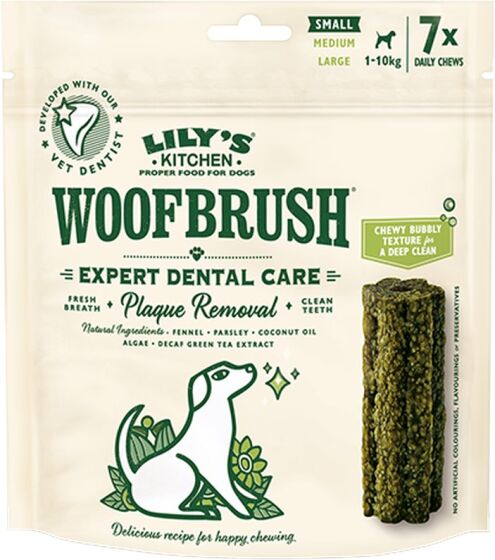 SMALL
MEDIUM
LARGE
1-10kg
7x
DAILY CHEWS
DEVELOPED WITH OUR
VET DENTIST
LILY'S
• KITCHEN •
PROPER FOOD FOR DOGS
WOOFBRUSH®
EXPERT DENTAL CARE
FRESH
BREATH
Plaque Removal
CLEAN
TEETH
Natural Ingredients • FENNEL • PARSLEY • COCONUT OIL
ALGAE • DECAF GREEN TEA EXTRACT
CHEWY BUBBLY
TEXTURE for
A DEEP CLEAN
NO ARTIFICIAL COLOURINGS, FLAVOURINGS or PRESERVATIVES
Delicious recipe for happy chewing.